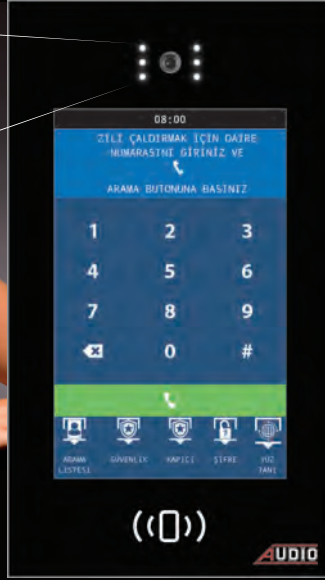 08:00
ZİLİ ÇALDIRMAK İÇİN DAİRE
NUMARASINI GİRİNİZ VE
ARAMA BUTONUNA BASINIZ
1 2 3
4 5 6
7 8 9
0 #
ARAMA LİSTESİ GÜVENLİK KAPICI ŞİFRE YÜZ TANI
AUDIO